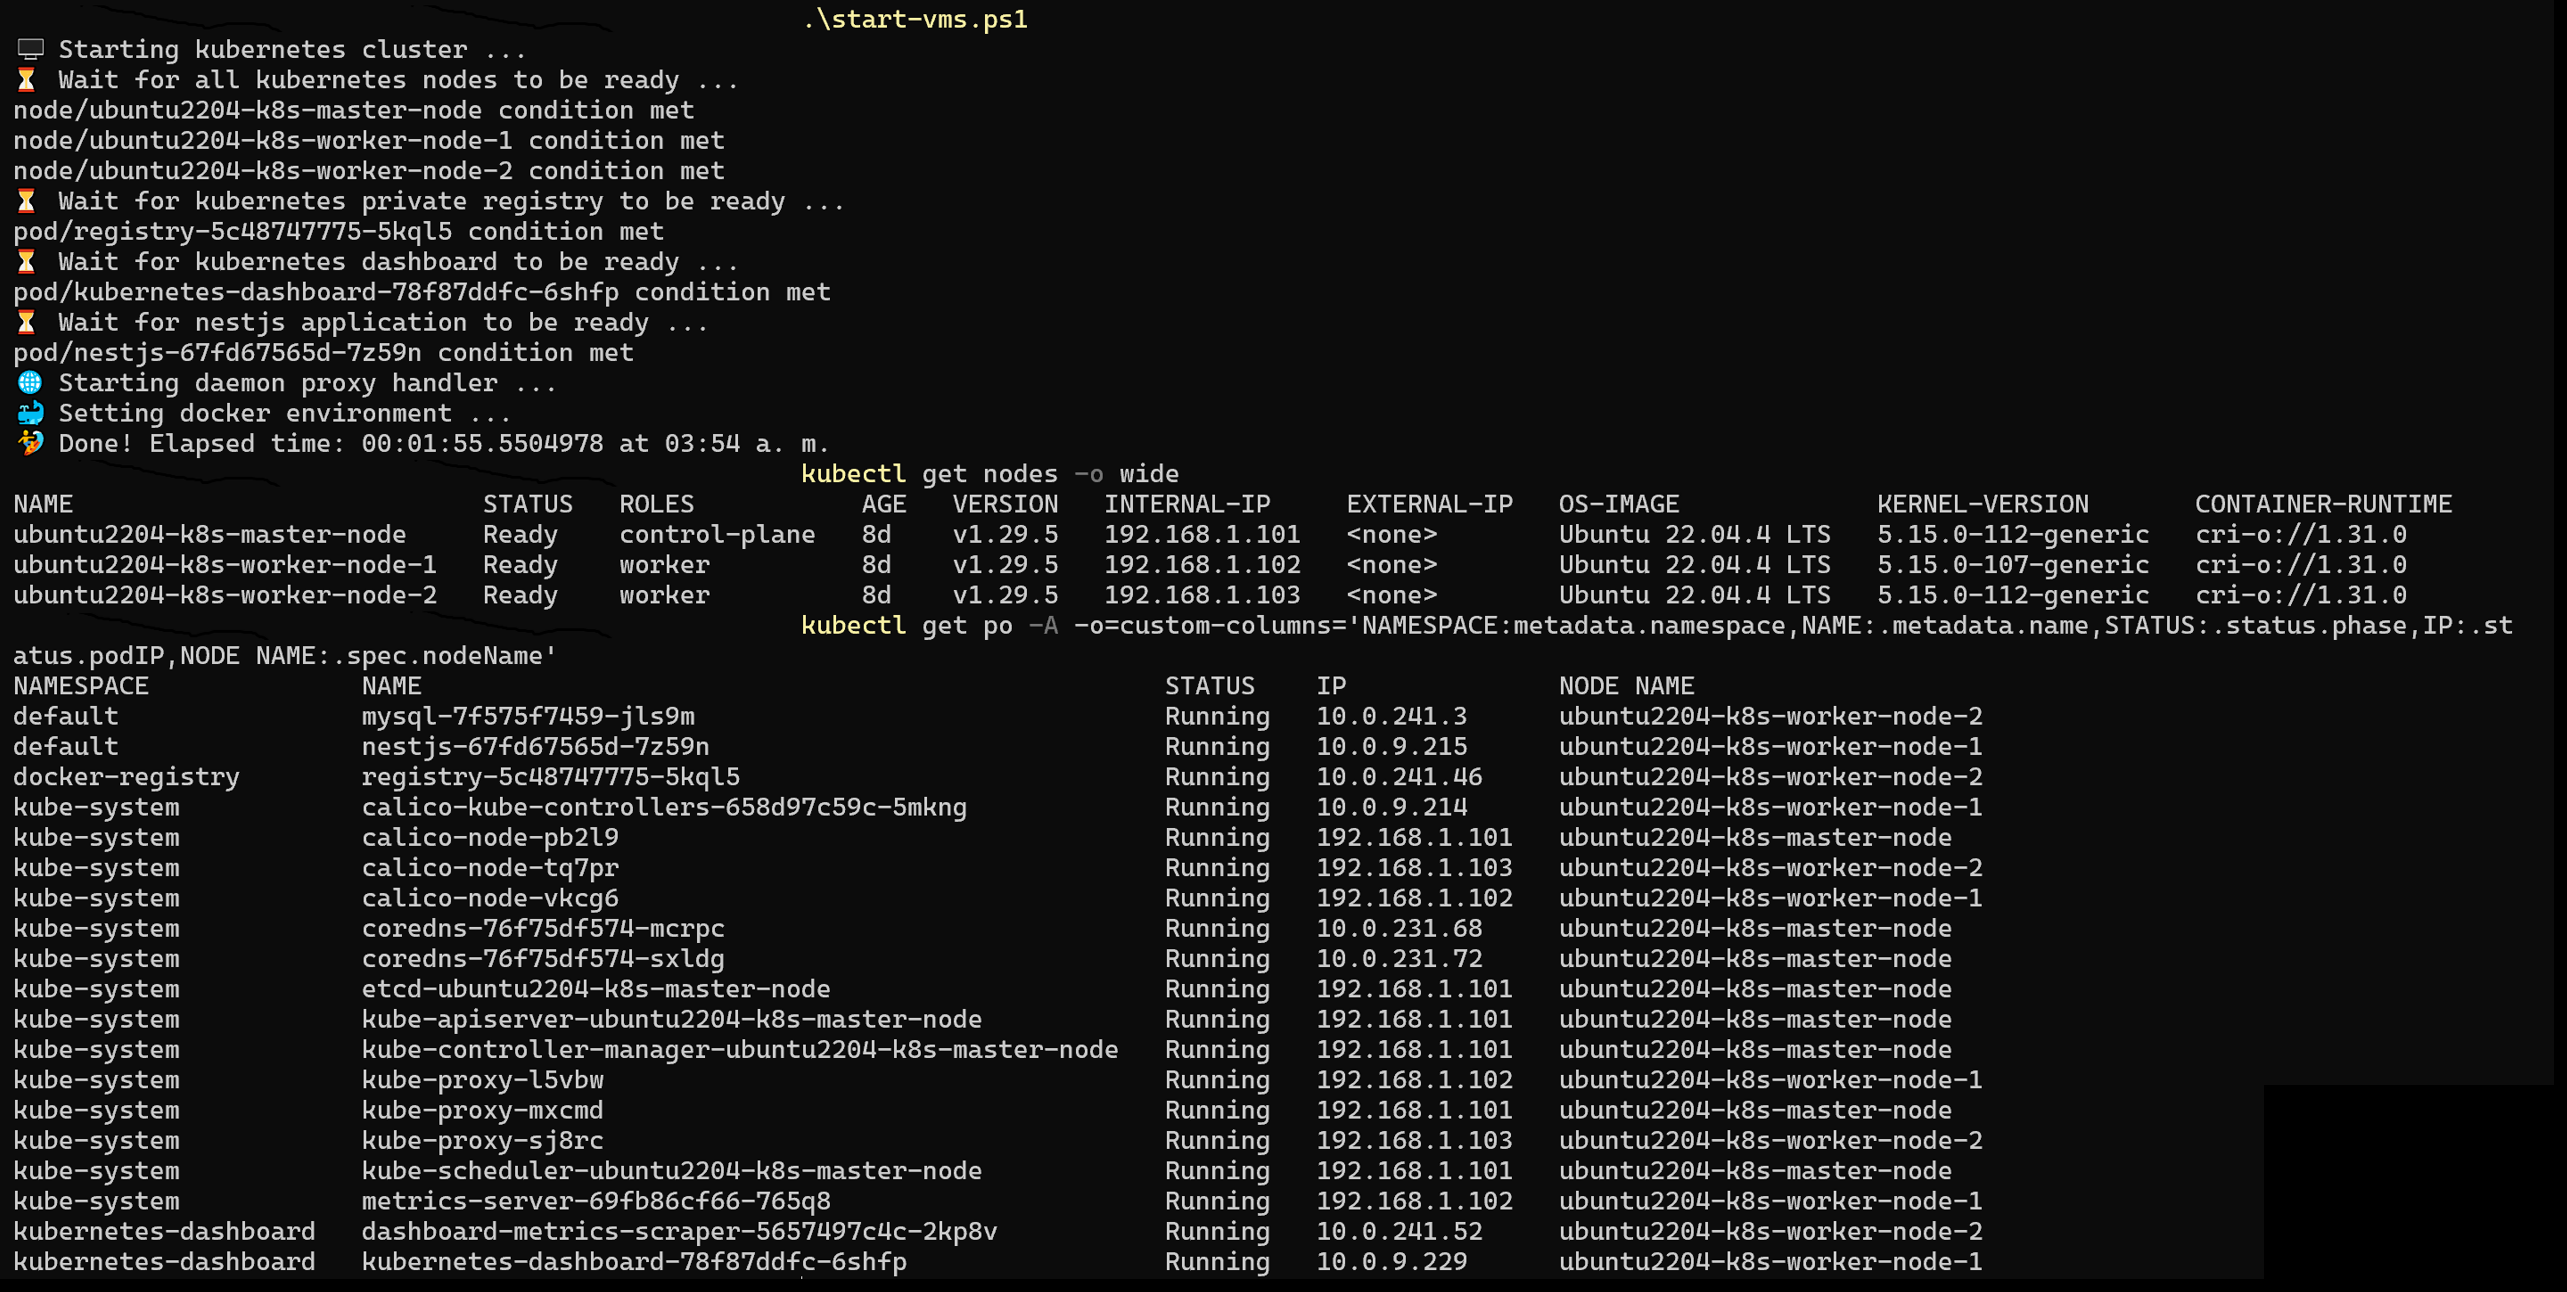 .\start-vms.ps1
🖥️ Starting kubernetes cluster ...
⏳ Wait for all kubernetes nodes to be ready ...
node/ubuntu2204-k8s-master-node condition met
node/ubuntu2204-k8s-worker-node-1 condition met
node/ubuntu2204-k8s-worker-node-2 condition met
⏳ Wait for kubernetes private registry to be ready ...
pod/registry-5c48747775-5kql5 condition met
⏳ Wait for kubernetes dashboard to be ready ...
pod/kubernetes-dashboard-78f87ddfc-6shfp condition met
⏳ Wait for nestjs application to be ready ...
pod/nestjs-67fd67565d-7z59n condition met
🌐 Starting daemon proxy handler ...
🐳 Setting docker environment ...
🏄 Done! Elapsed time: 00:01:55.5504978 at 03:54 a. m.
kubectl get nodes -o wide
NAME STATUS ROLES AGE VERSION INTERNAL-IP EXTERNAL-IP OS-IMAGE KERNEL-VERSION CONTAINER-RUNTIME
ubuntu2204-k8s-master-node Ready control-plane 8d v1.29.5 192.168.1.101 <none> Ubuntu 22.04.4 LTS 5.15.0-112-generic cri-o://1.31.0
ubuntu2204-k8s-worker-node-1 Ready worker 8d v1.29.5 192.168.1.102 <none> Ubuntu 22.04.4 LTS 5.15.0-107-generic cri-o://1.31.0
ubuntu2204-k8s-worker-node-2 Ready worker 8d v1.29.5 192.168.1.103 <none> Ubuntu 22.04.4 LTS 5.15.0-112-generic cri-o://1.31.0
kubectl get po -A -o=custom-columns='NAMESPACE:metadata.namespace,NAME:.metadata.name,STATUS:.status.phase,IP:.st
atus.podIP,NODE NAME:.spec.nodeName'
NAMESPACE NAME STATUS IP NODE NAME
default mysql-7f575f7459-jls9m Running 10.0.241.3 ubuntu2204-k8s-worker-node-2
default nestjs-67fd67565d-7z59n Running 10.0.9.215 ubuntu2204-k8s-worker-node-1
docker-registry registry-5c48747775-5kql5 Running 10.0.241.46 ubuntu2204-k8s-worker-node-2
kube-system calico-kube-controllers-658d97c59c-5mkng Running 10.0.9.214 ubuntu2204-k8s-worker-node-1
kube-system calico-node-pb2l9 Running 192.168.1.101 ubuntu2204-k8s-master-node
kube-system calico-node-tq7pr Running 192.168.1.103 ubuntu2204-k8s-worker-node-2
kube-system calico-node-vkcg6 Running 192.168.1.102 ubuntu2204-k8s-worker-node-1
kube-system coredns-76f75df574-mcrpc Running 10.0.231.68 ubuntu2204-k8s-master-node
kube-system coredns-76f75df574-sxldg Running 10.0.231.72 ubuntu2204-k8s-master-node
kube-system etcd-ubuntu2204-k8s-master-node Running 192.168.1.101 ubuntu2204-k8s-master-node
kube-system kube-apiserver-ubuntu2204-k8s-master-node Running 192.168.1.101 ubuntu2204-k8s-master-node
kube-system kube-controller-manager-ubuntu2204-k8s-master-node Running 192.168.1.101 ubuntu2204-k8s-master-node
kube-system kube-proxy-l5vbw Running 192.168.1.102 ubuntu2204-k8s-worker-node-1
kube-system kube-proxy-mxcmd Running 192.168.1.101 ubuntu2204-k8s-master-node
kube-system kube-proxy-sj8rc Running 192.168.1.103 ubuntu2204-k8s-worker-node-2
kube-system kube-scheduler-ubuntu2204-k8s-master-node Running 192.168.1.101 ubuntu2204-k8s-master-node
kube-system metrics-server-69fb86cf66-765q8 Running 192.168.1.102 ubuntu2204-k8s-worker-node-1
kubernetes-dashboard dashboard-metrics-scraper-5657497c4c-2kp8v Running 10.0.241.52 ubuntu2204-k8s-worker-node-2
kubernetes-dashboard kubernetes-dashboard-78f87ddfc-6shfp Running 10.0.9.229 ubuntu2204-k8s-worker-node-1